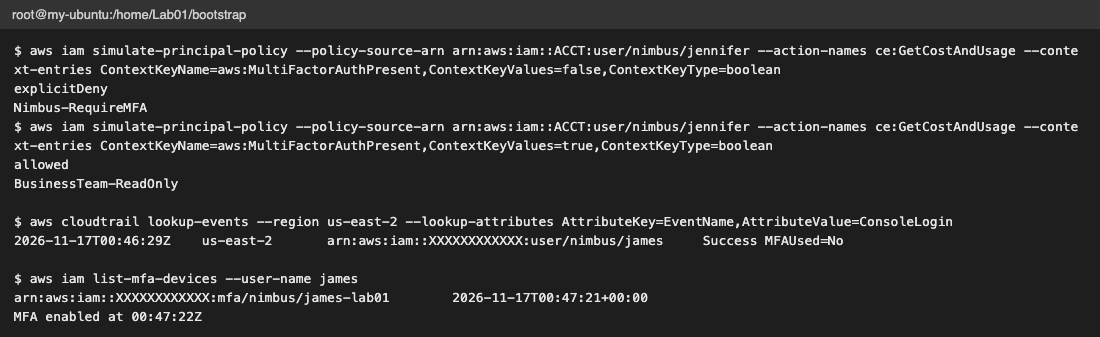 root@my-ubuntu:/home/Lab01/bootstrap
$ aws iam simulate-principal-policy --policy-source-arn arn:aws:iam::ACCT:user/nimbus/jennifer --action-names ce:GetCostAndUsage --conte
xt-entries ContextKeyName=aws:MultiFactorAuthPresent,ContextKeyValues=false,ContextKeyType=boolean
explicitDeny
Nimbus-RequireMFA
$ aws iam simulate-principal-policy --policy-source-arn arn:aws:iam::ACCT:user/nimbus/jennifer --action-names ce:GetCostAndUsage --conte
xt-entries ContextKeyName=aws:MultiFactorAuthPresent,ContextKeyValues=true,ContextKeyType=boolean
allowed
BusinessTeam-ReadOnly
$ aws cloudtrail lookup-events --region us-east-2 --lookup-attributes AttributeKey=EventName,AttributeValue=ConsoleLogin
2026-11-17T00:46:29Z    us-east-2       arn:aws:iam::XXXXXXXXXXXX:user/nimbus/james     Success MFAUsed=No
$ aws iam list-mfa-devices --user-name james
arn:aws:iam::XXXXXXXXXXXX:mfa/nimbus/james-lab01        2026-11-17T00:47:21+00:00
MFA enabled at 00:47:22Z